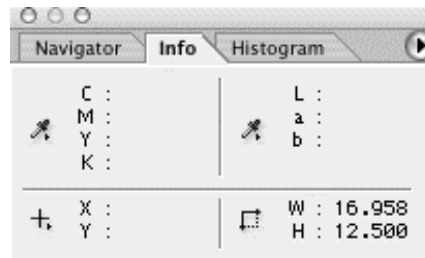 Navigator Info Histogram
C : L :
M : a :
Y : b :
K :
X : W : 16.958
Y : H : 12.500